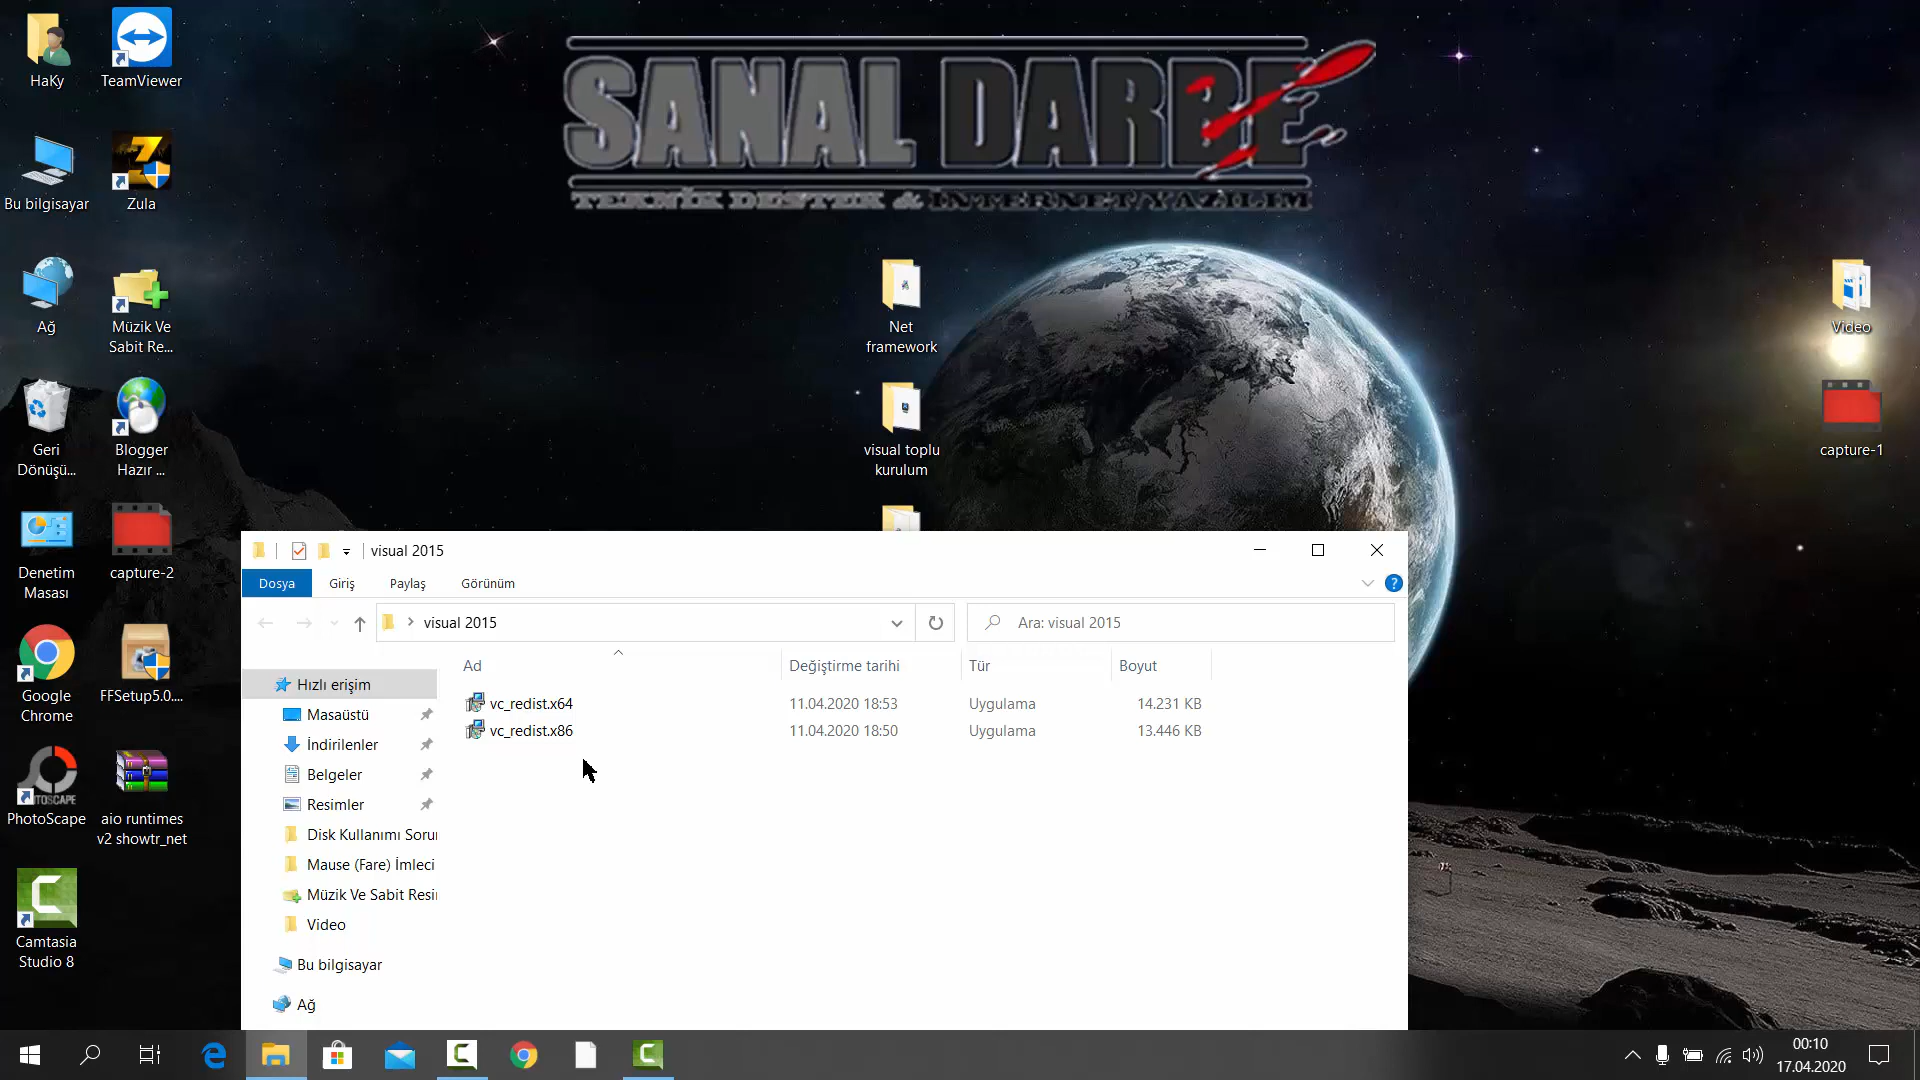 SANAL DARBE
TEKNİK DESTEK & İNTERNET/YAZILIM
HaKy
TeamViewer
Bu bilgisayar
Zula
Ağ
Müzik Ve
Sabit Re...
Geri
Dönüşü...
Blogger
Hazır ...
Denetim
Masası
capture-2
Google
Chrome
FFSetup5.0....
PhotoScape
aio runtimes
v2 showtr_net
Camtasia
Studio 8
Net
framework
visual toplu
kurulum
Video
capture-1
visual 2015
Dosya
Giriş
Paylaş
Görünüm
visual 2015
Ara: visual 2015
Ad
Değiştirme tarihi
Tür
Boyut
vc_redist.x64
11.04.2020 18:53
Uygulama
14.231 KB
vc_redist.x86
11.04.2020 18:50
Uygulama
13.446 KB
Hızlı erişim
Masaüstü
İndirilenler
Belgeler
Resimler
Disk Kullanımı Sorur
Mause (Fare) İmleci
Müzik Ve Sabit Resir
Video
Bu bilgisayar
Ağ
00:10
17.04.2020